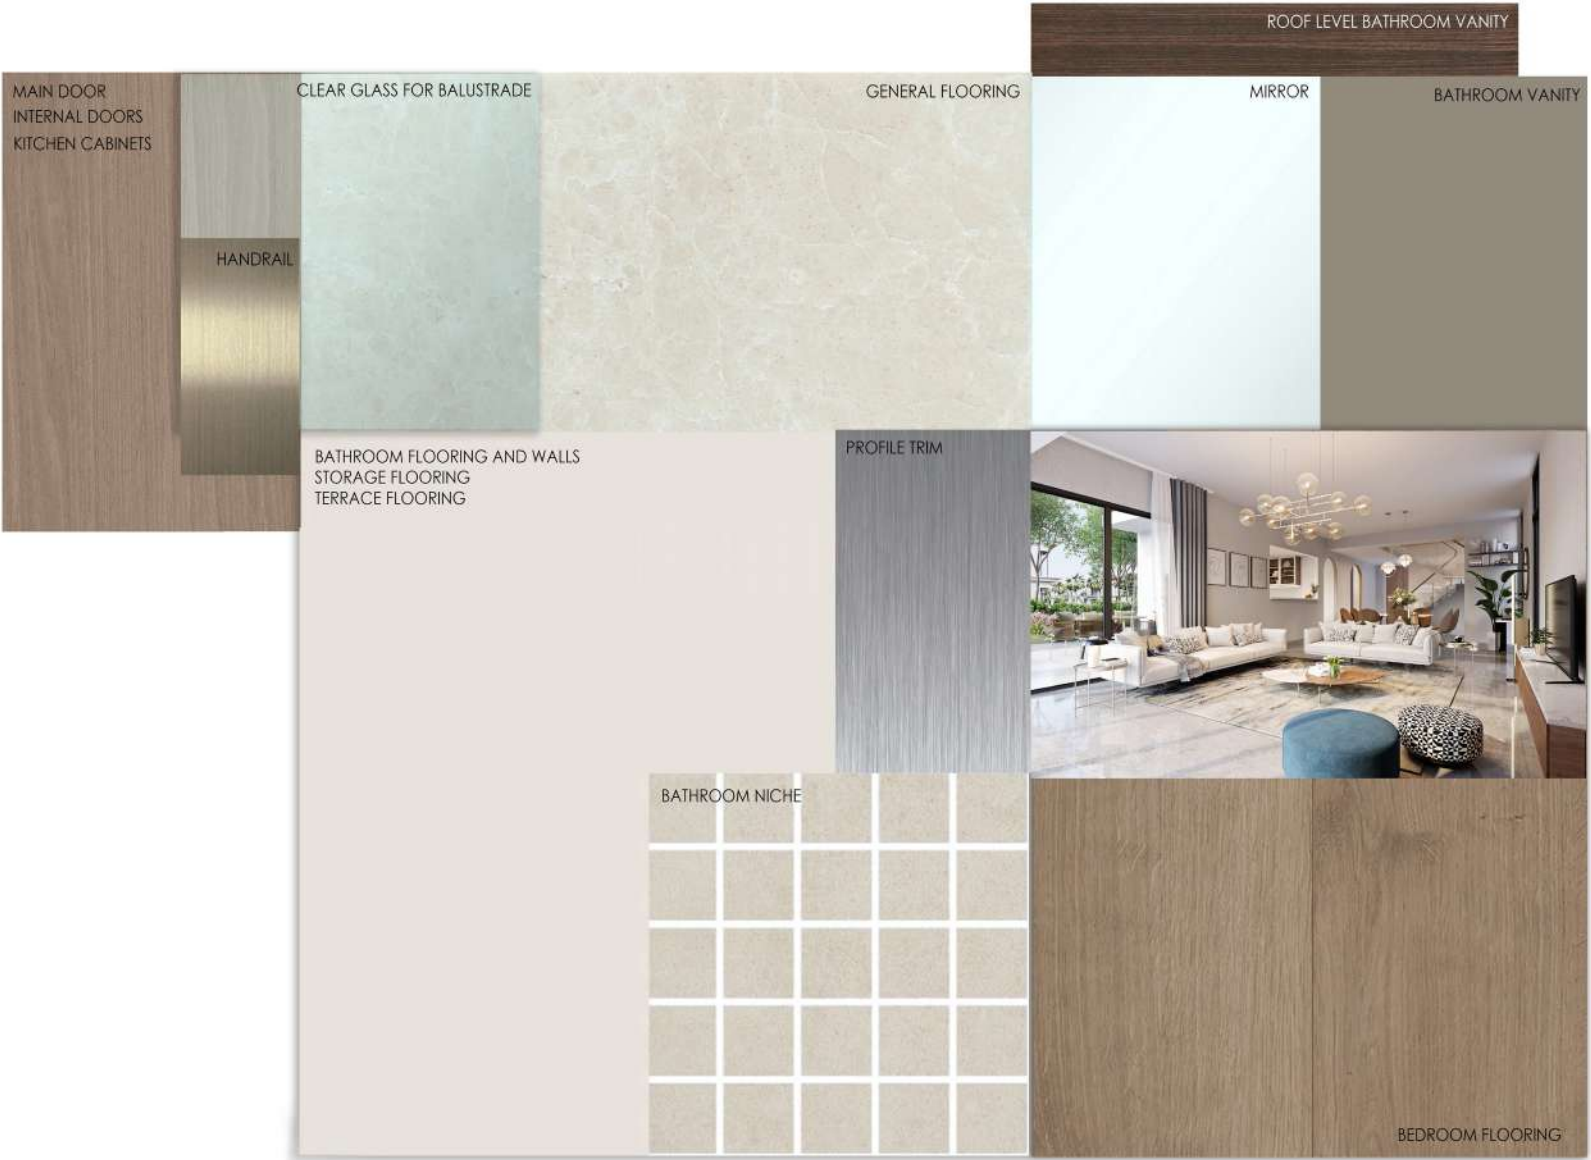 ROOF LEVEL BATHROOM VANITY
MAIN DOOR
INTERNAL DOORS
KITCHEN CABINETS
CLEAR GLASS FOR BALUSTRADE
GENERAL FLOORING
MIRROR
BATHROOM VANITY
HANDRAIL
BATHROOM FLOORING AND WALLS
STORAGE FLOORING
TERRACE FLOORING
PROFILE TRIM
BATHROOM NICHE
BEDROOM FLOORING